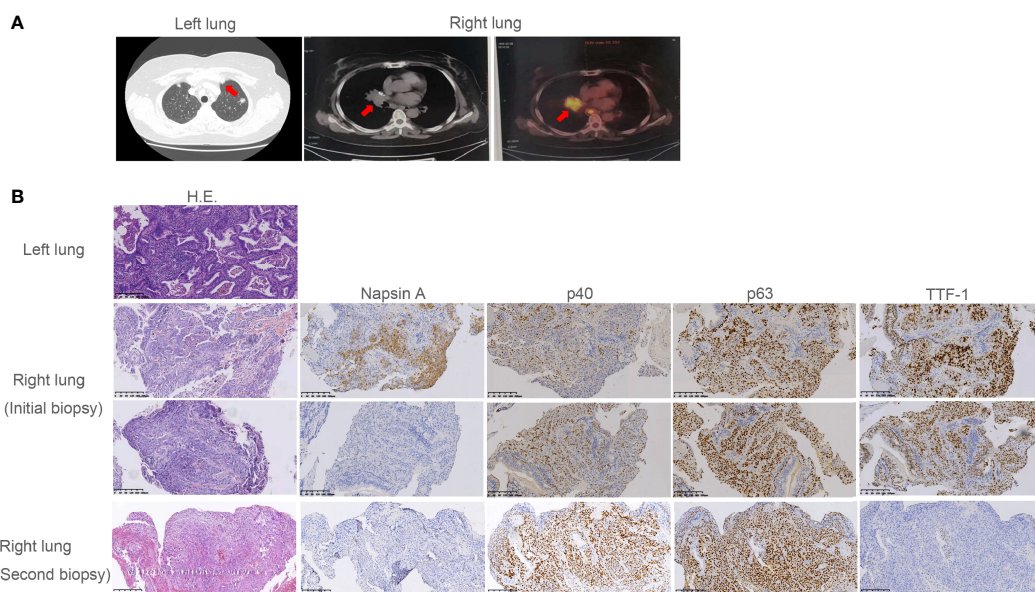 A
Left lung
Right lung
B
H.E.
Left lung
Napsin A
p40
p63
TTF-1
Right lung
(Initial biopsy)
Right lung
Second biopsy)